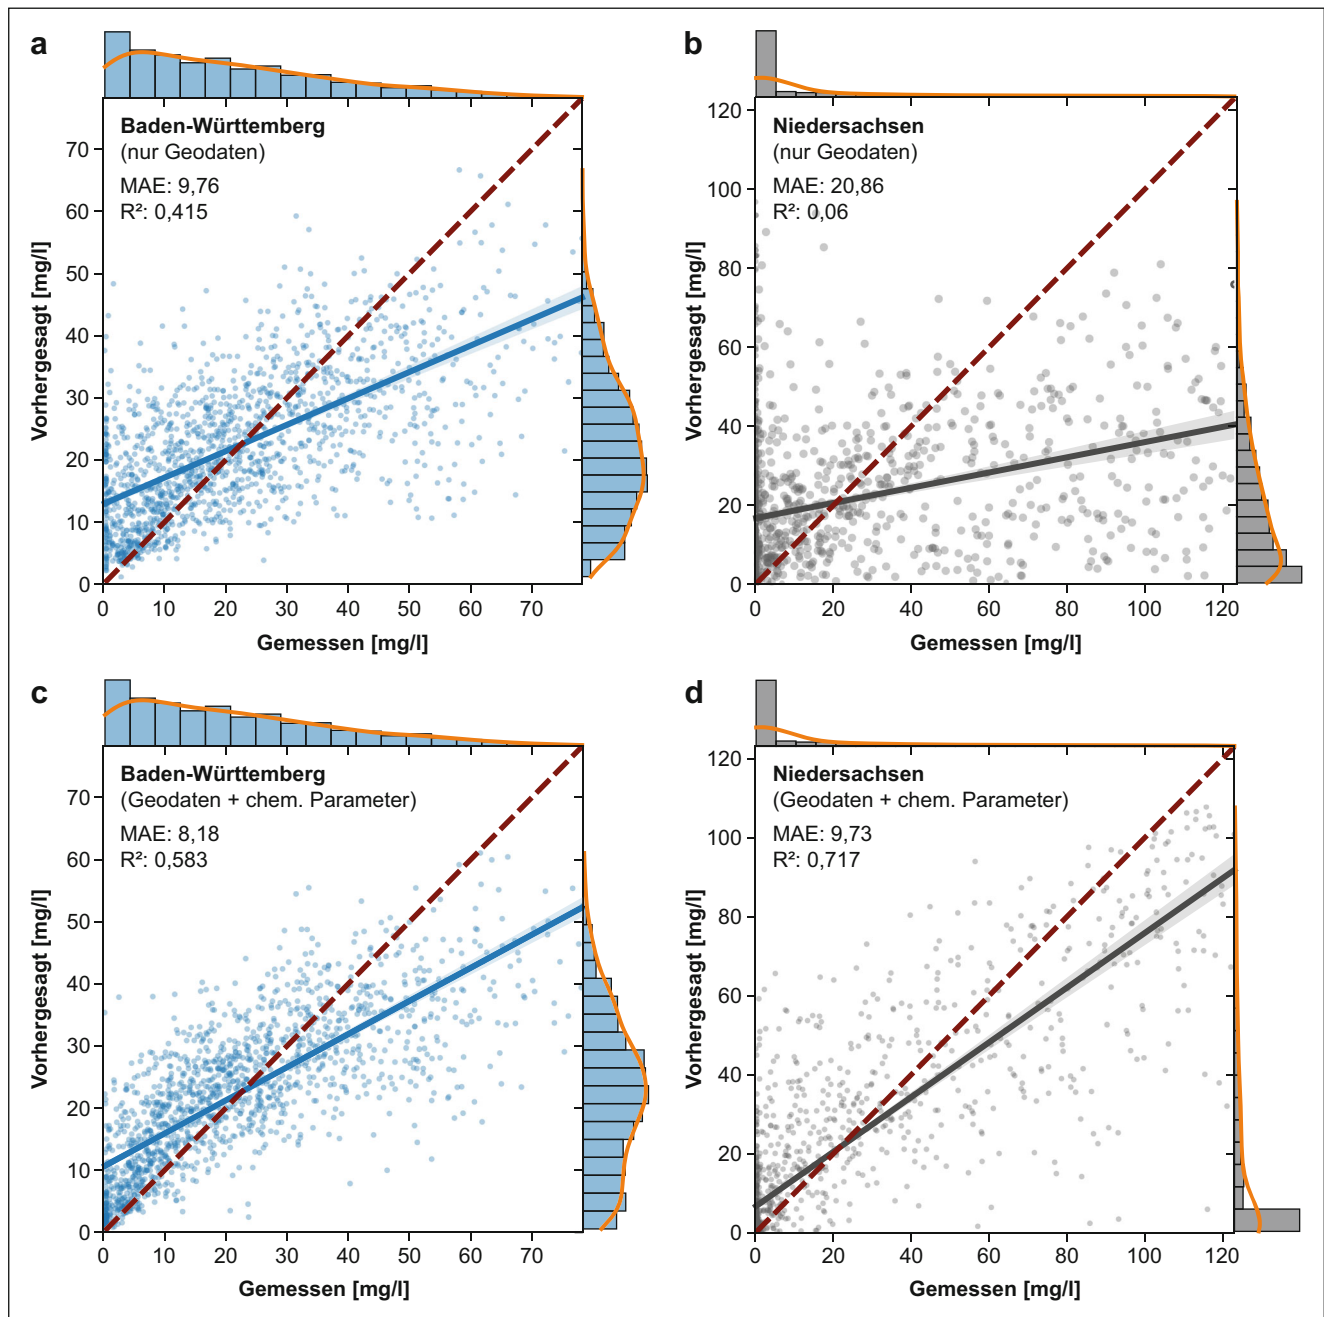 a
Baden-Württemberg
(nur Geodaten)
MAE: 9,76
R²: 0,415
Vorhergesagt [mg/l]
70
60
50
40
30
20
10
0
0 10 20 30 40 50 60 70
Gemessen [mg/l]
b
Niedersachsen
(nur Geodaten)
MAE: 20,86
R²: 0,06
Vorhergesagt [mg/l]
120
100
80
60
40
20
0
0 20 40 60 80 100 120
Gemessen [mg/l]
c
Baden-Württemberg
(Geodaten + chem. Parameter)
MAE: 8,18
R²: 0,583
Vorhergesagt [mg/l]
70
60
50
40
30
20
10
0
0 10 20 30 40 50 60 70
Gemessen [mg/l]
d
Niedersachsen
(Geodaten + chem. Parameter)
MAE: 9,73
R²: 0,717
Vorhergesagt [mg/l]
120
100
80
60
40
20
0
0 20 40 60 80 100 120
Gemessen [mg/l]